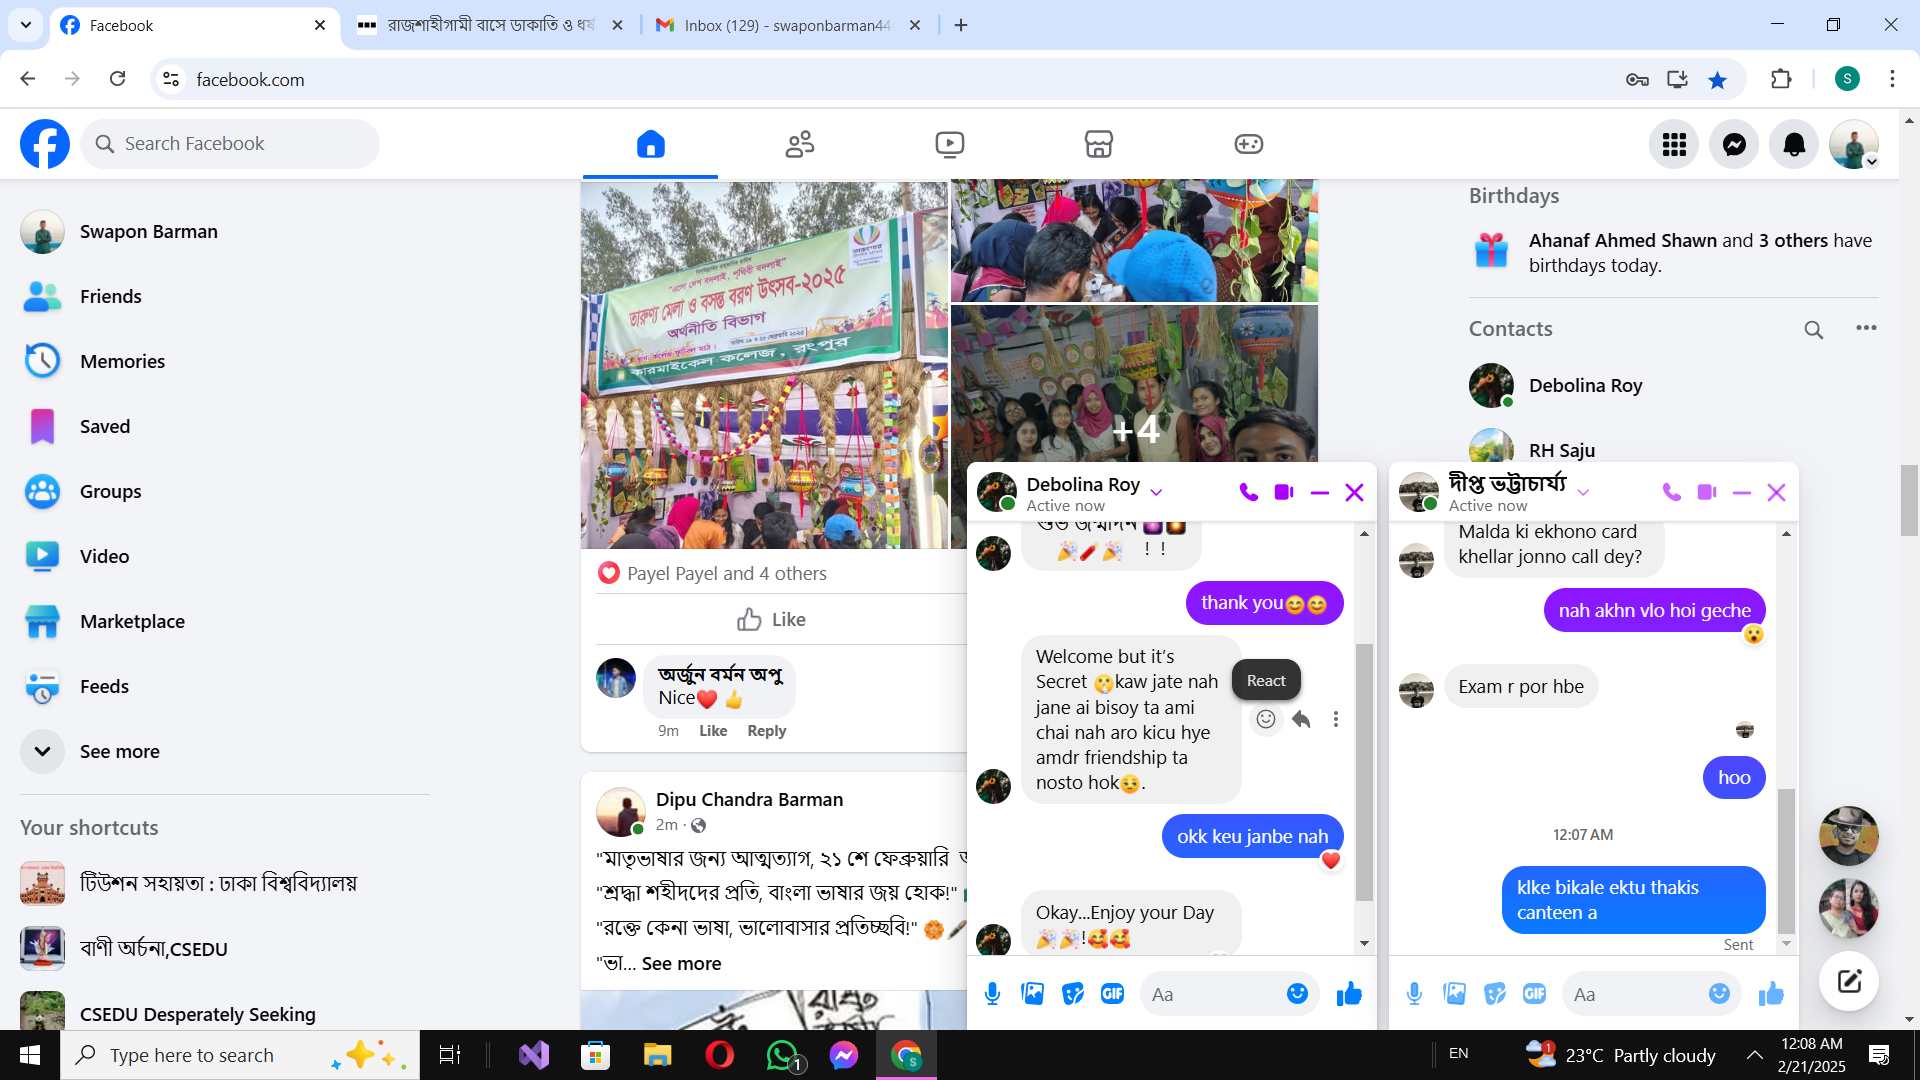 Facebook
রাজশাহীগামী বাসে ডাকাতি ও ধর্ষ
Inbox (129) - swaponbarman44
facebook.com
S
Search Facebook
Swapon Barman
Friends
Memories
Saved
Groups
Video
Marketplace
Feeds
See more
Your shortcuts
টিউশন সহায়তা : ঢাকা বিশ্ববিদ্যালয়
বাণী অর্চনা,CSEDU
CSEDU Desperately Seeking
"এসো দেশ বদলাই, পৃথিবী বদলাই"
তারুণ্য মেলা ও বসন্ত বরণ উৎসব-২০২৫
অর্থনীতি বিভাগ
কারমাইকেল কলেজ, রংপুর
+4
Payel Payel and 4 others
Like
অর্জুন বর্মন অপু
Nice❤️ 👍
9m Like Reply
Dipu Chandra Barman
2m ·
"মাতৃভাষার জন্য আত্মত্যাগ, ২১ শে ফেব্রুয়ারি
"শ্রদ্ধা শহীদদের প্রতি, বাংলা ভাষার জয় হোক!"
"রক্তে কেনা ভাষা, ভালোবাসার প্রতিচ্ছবি!" 🌼 🖋️
"ভা... See more
Birthdays
Ahanaf Ahmed Shawn and 3 others have
birthdays today.
Contacts
Debolina Roy
RH Saju
Debolina Roy
Active now
শুভ জন্মদিন 🎆🎇
🎉🧨🎉 ! !
thank you😊😊
Welcome but it's
Secret 🤫kaw jate nah
jane ai bisoy ta ami
chai nah aro kicu hye
amdr friendship ta
nosto hok😒.
React
okk keu janbe nah
Okay...Enjoy your Day
🎉🎉!🥰🥰
GIF
Aa
দীপ্ত ভট্টাচার্য্য
Active now
Malda ki ekhono card
khellar jonno call dey?
nah akhn vlo hoi geche
Exam r por hbe
hoo
12:07 AM
klke bikale ektu thakis
canteen a
Sent
GIF
Aa
Type here to search
1
S
EN
1
23°C Partly cloudy
12:08 AM
2/21/2025